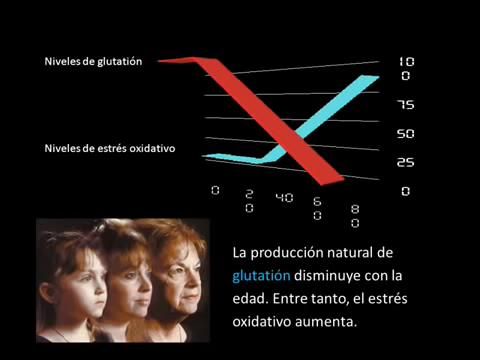 Niveles de glutatión
Niveles de estrés oxidativo
10
0
75
50
25
0
0
2
0
40
6
0
8
0
La producción natural de
glutatión disminuye con la
edad. Entre tanto, el estrés
oxidativo aumenta.